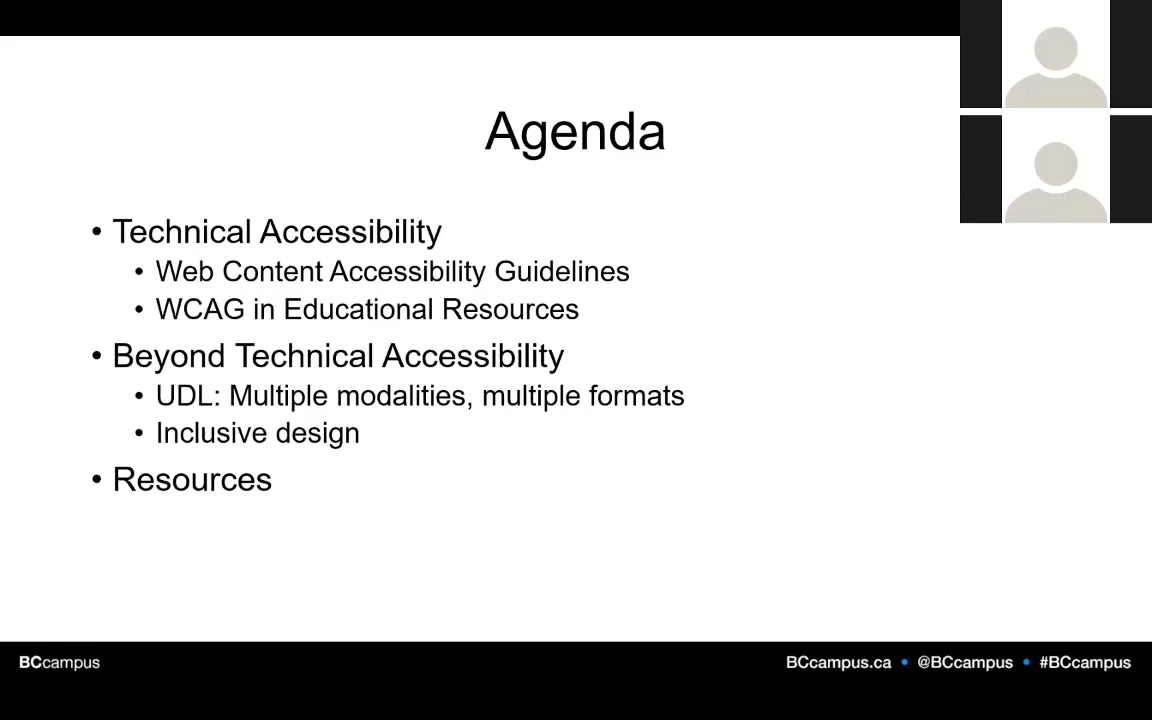 Agenda
• Technical Accessibility
• Web Content Accessibility Guidelines
• WCAG in Educational Resources
• Beyond Technical Accessibility
• UDL: Multiple modalities, multiple formats
• Inclusive design
• Resources
BCcampus
BCcampus.ca • @BCcampus • #BCcampus